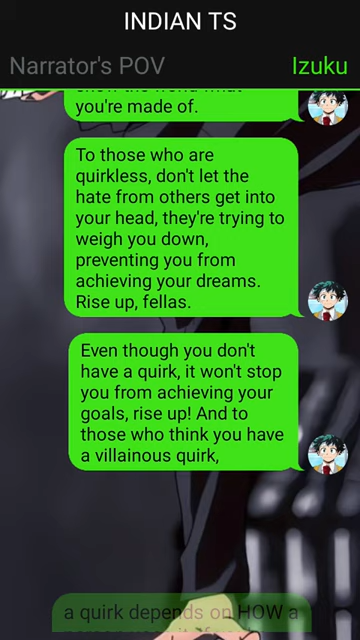 INDIAN TS
Narrator's POV Izuku
you're made of.
To those who are
quirkless, don't let the
hate from others get into
your head, they're trying to
weigh you down,
preventing you from
achieving your dreams.
Rise up, fellas.
Even though you don't
have a quirk, it won't stop
you from achieving your
goals, rise up! And to
those who think you have
a villainous quirk,
a quirk depends on HOW a